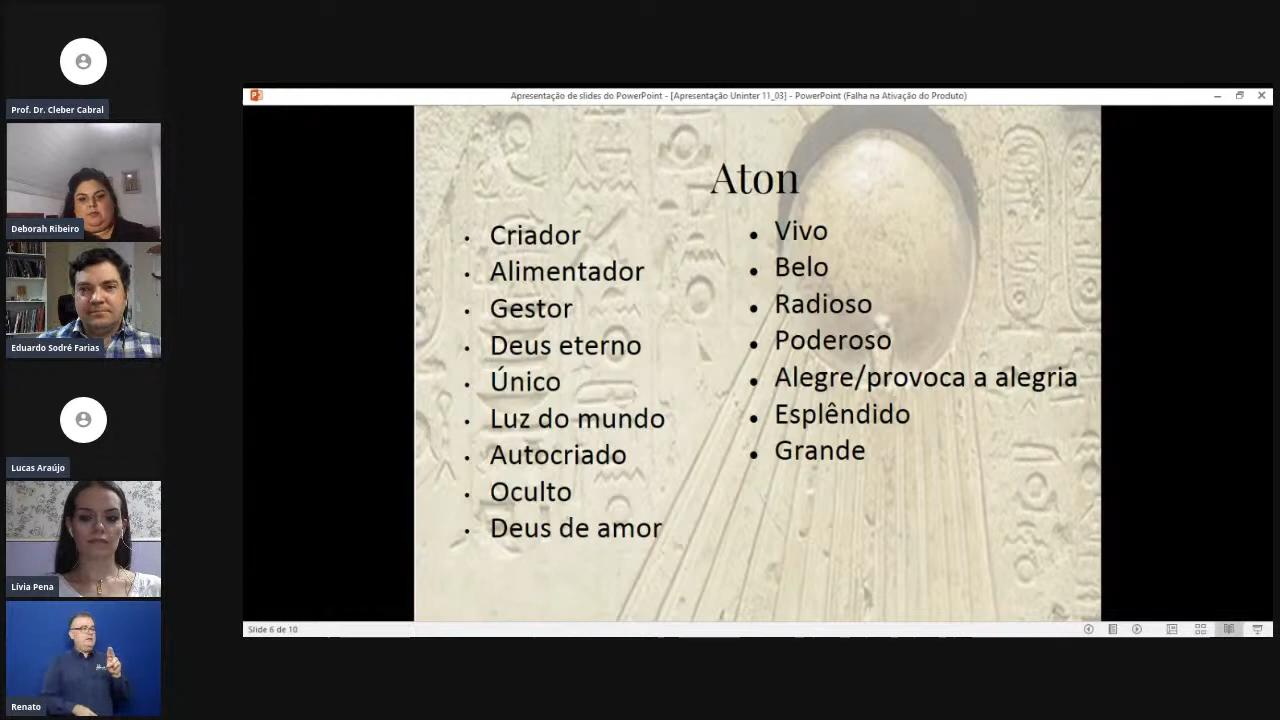 Prof. Dr. Cleber Cabral
Deborah Ribeiro
Eduardo Sodré Farias
Lucas Araújo
Lívia Pena
Renato
Apresentação de slides do PowerPoint - [Apresentação Uninter 11_03] - PowerPoint (Falha na Ativação do Produto)
Aton
• Criador
• Alimentador
• Gestor
• Deus eterno
• Único
• Luz do mundo
• Autocriado
• Oculto
• Deus de amor
• Vivo
• Belo
• Radioso
• Poderoso
• Alegre/provoca a alegria
• Esplêndido
• Grande
Slide 6 de 10